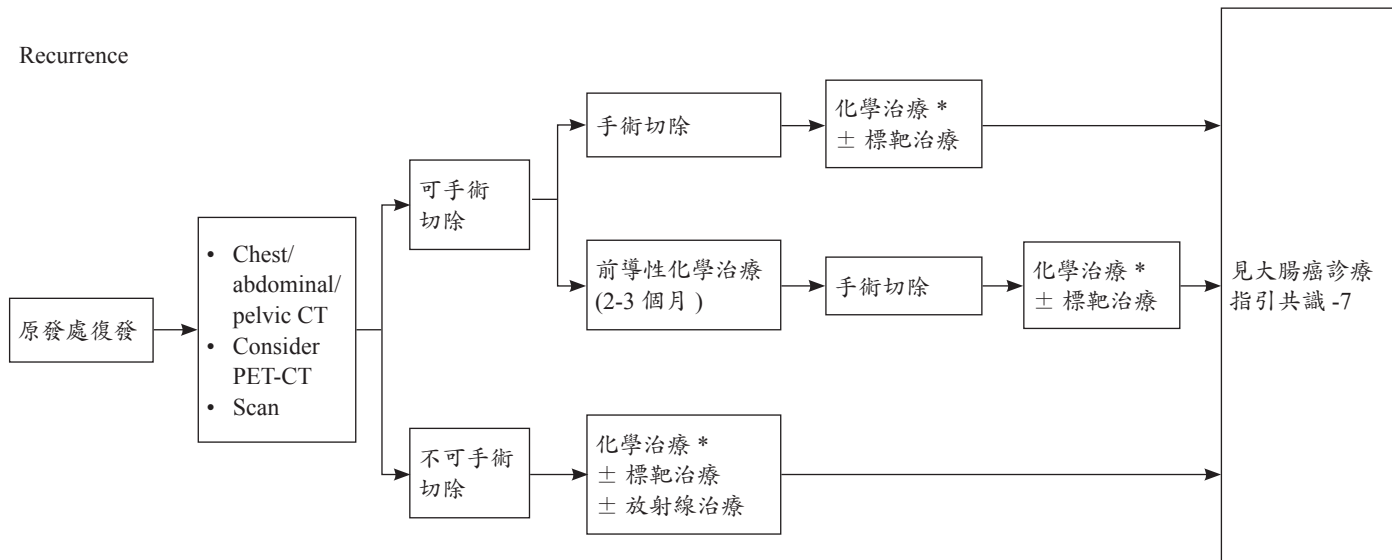 Recurrence
原發處復發
• Chest/
abdominal/
pelvic CT
• Consider
PET-CT
• Scan
可手術
切除
手術切除
化學治療 *
± 標靶治療
前導性化學治療
(2-3 個月 )
手術切除
化學治療 *
± 標靶治療
不可手術
切除
化學治療 *
± 標靶治療
± 放射線治療
見大腸癌診療
指引共識 -7